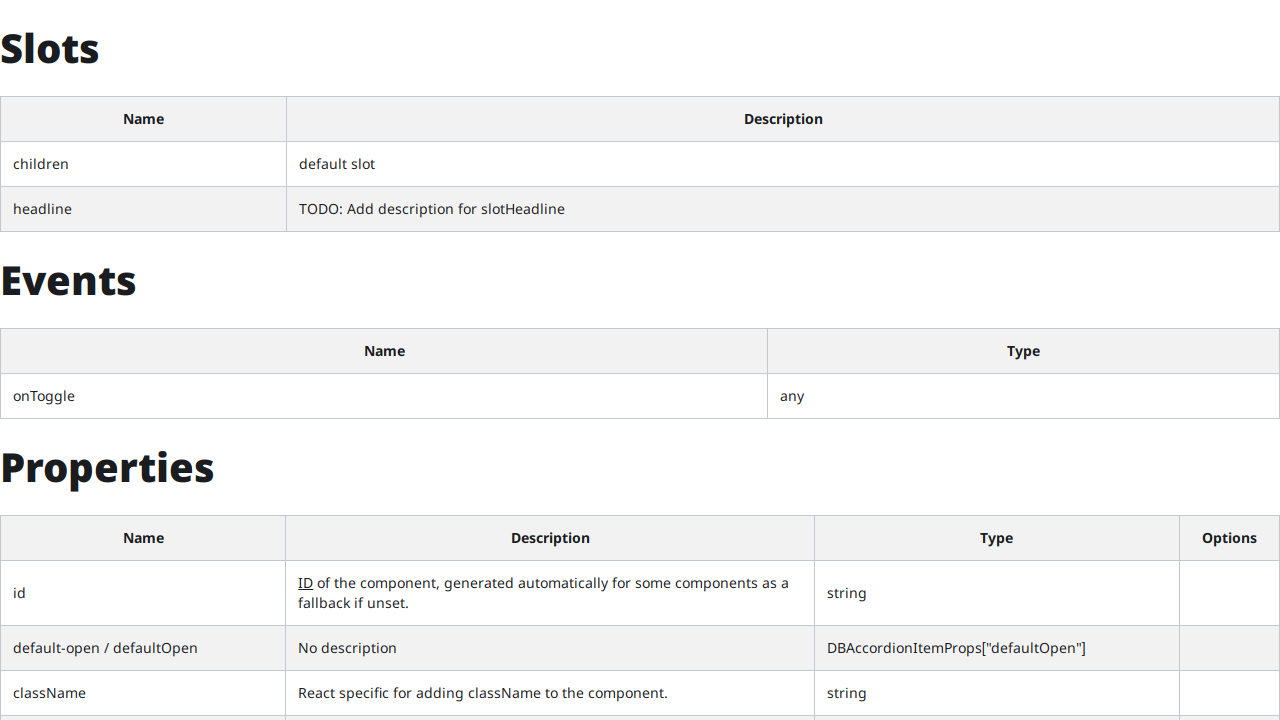 Slots
Name Description
children default slot
headline TODO: Add description for slotHeadline
Events
Name Type
onToggle any
Properties
Name Description Type Options
id ID of the component, generated automatically for some components as a fallback if unset. string
default-open / defaultOpen No description DBAccordionItemProps["defaultOpen"]
className React specific for adding className to the component. string